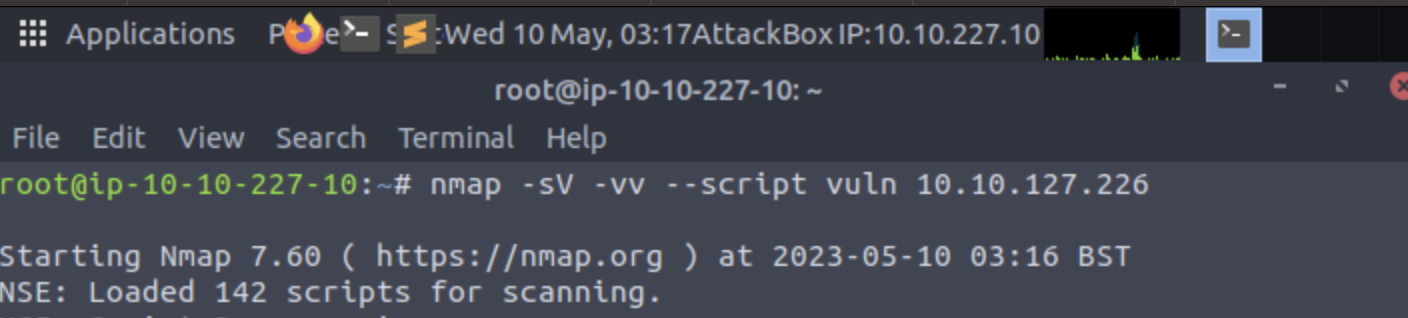 Applications
Wed 10 May, 03:17AttackBox IP:10.10.227.10
root@ip-10-10-227-10: ~
File Edit View Search Terminal Help
root@ip-10-10-227-10:~# nmap -sV -vv --script vuln 10.10.127.226
Starting Nmap 7.60 ( https://nmap.org ) at 2023-05-10 03:16 BST
NSE: Loaded 142 scripts for scanning.